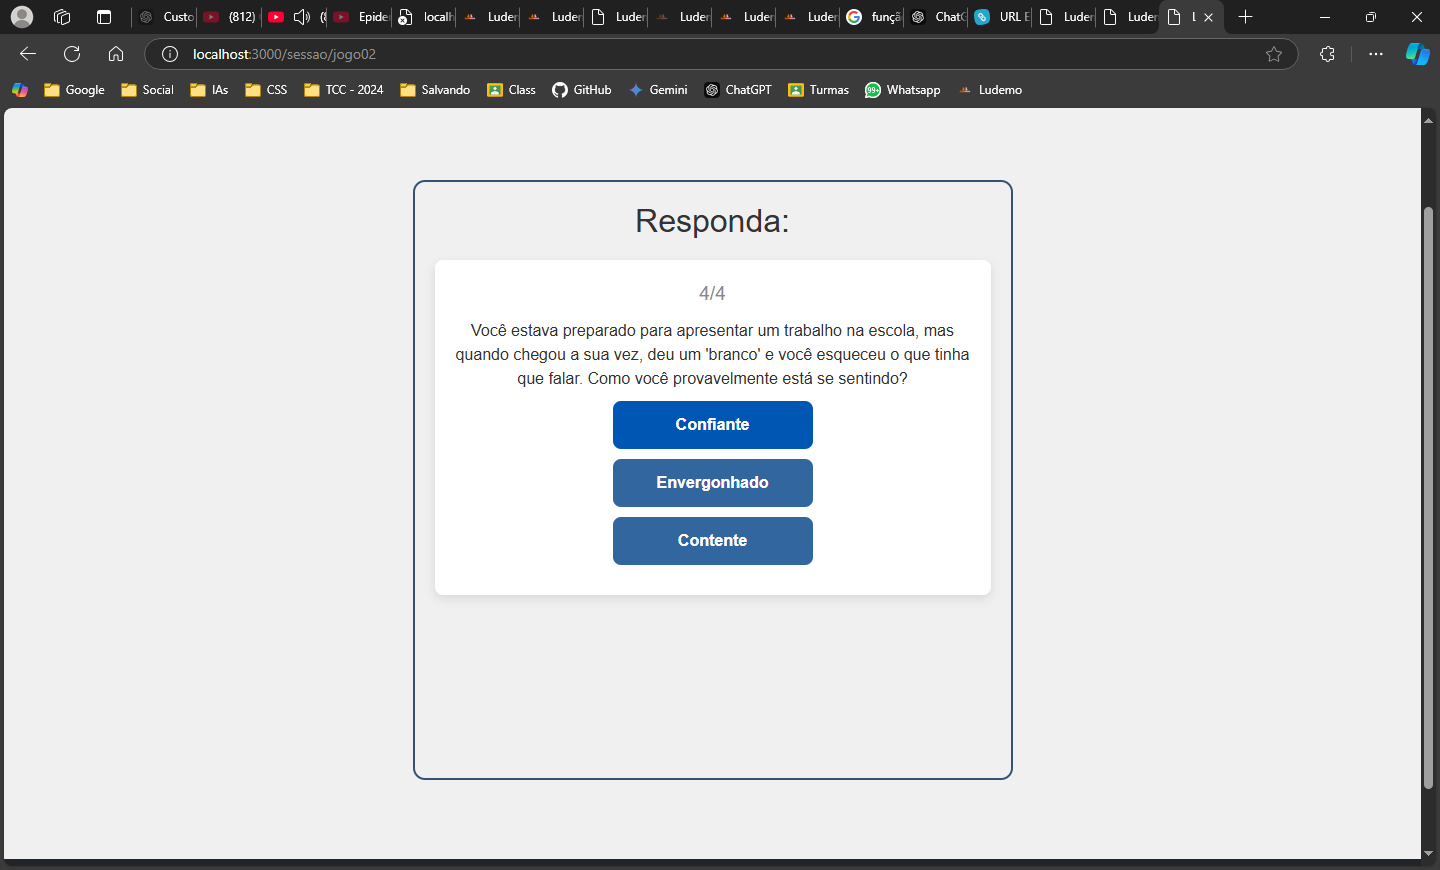 Custo
(812)
Epide
localh
Luder
Luder
Luder
Luder
Luder
Luder
funçã
ChatG
URL E
Luder
Luder
localhost:3000/sessao/jogo02
Google
Social
IAs
CSS
TCC - 2024
Salvando
Class
GitHub
Gemini
ChatGPT
Turmas
99+
Whatsapp
Ludemo
Responda:
4/4
Você estava preparado para apresentar um trabalho na escola, mas
quando chegou a sua vez, deu um 'branco' e você esqueceu o que tinha
que falar. Como você provavelmente está se sentindo?
Confiante
Envergonhado
Contente